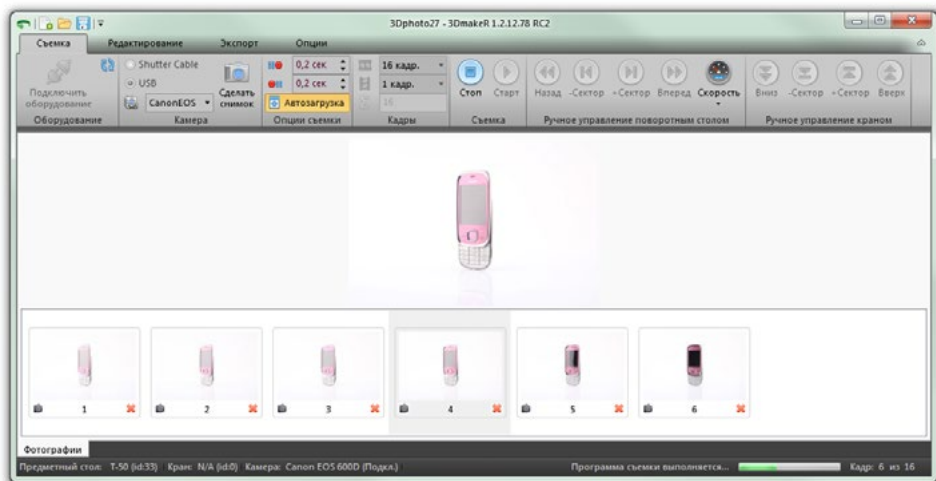 3Dphoto27 - 3DmakeR 1.2.12.78 RC2
Съемка Редактирование Экспорт Опции
Подключить оборудование
Оборудование
Shutter Cable
USB
CanonEOS
Сделать снимок
Камера
0,2 сек
0,2 сек
Автозагрузка
Опции съемки
16 кадр.
1 кадр.
16
Кадры
Стоп Старт
Съемка
Назад -Сектор +Сектор Вперед Скорость
Ручное управление поворотным столом
Вниз -Сектор +Сектор Вверх
Ручное управление краном
1 2 3 4 5 6
Фотографии
Предметный стол: T-50 (id:33) Кран: N/A (id:0) Камера: Canon EOS 600D (Подкл.) Программа съемки выполняется... Кадр: 6 из 16